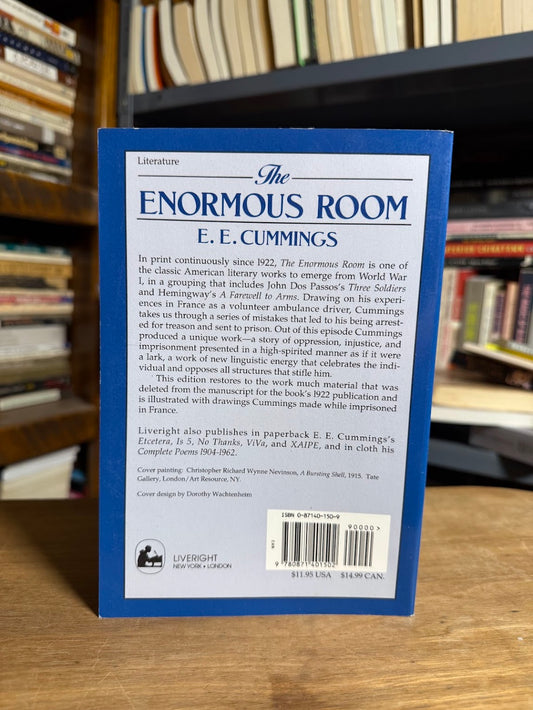 Literature
The
ENORMOUS ROOM
E. E. CUMMINGS
In print continuously since 1922, The Enormous Room is one of
the classic American literary works to emerge from World War
I, in a grouping that includes John Dos Passos's Three Soldiers
and Hemingway's A Farewell to Arms. Drawing on his experi-
ences in France as a volunteer ambulance driver, Cummings
takes us through a series of mistakes that led to his being arrest-
ed for treason and sent to prison. Out of this episode Cummings
produced a unique work—a story of oppression, injustice, and
imprisonment presented in a high-spirited manner as if it were
a lark, a work of new linguistic energy that celebrates the indi-
vidual and opposes all structures that stifle him.
This edition restores to the work much material that was
deleted from the manuscript for the book's 1922 publication and
is illustrated with drawings Cummings made while imprisoned
in France.
Liveright also publishes in paperback E. E. Cummings's
Etcetera, Is 5, No Thanks, ViVa, and XAIPE, and in cloth his
Complete Poems 1904-1962.
Cover painting: Christopher Richard Wynne Nevinson, A Bursting Shell, 1915. Tate
Gallery, London/Art Resource, NY.
Cover design by Dorothy Wachtenheim
ISBN 0-87140-150-9
90000>
EAN
9 780871 401502
LIVERIGHT
NEW YORK • LONDON
$11.95 USA $14.99 CAN.